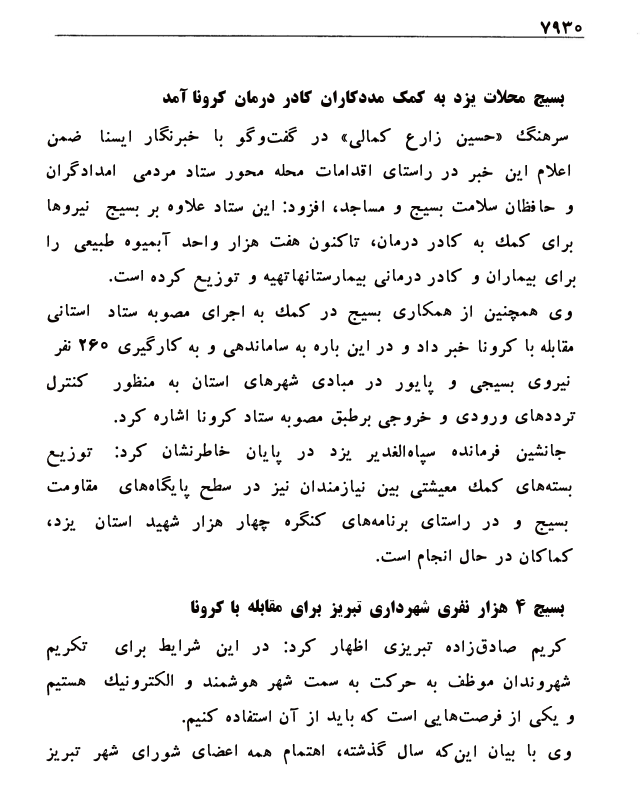 ۷۹۳۰
بسیج محلات یزد به کمک مددکاران کادر درمان کرونا آمد
سرهنگ «حسین زارع کمالی» در گفت‌وگو با خبرنگار ایسنا ضمن
اعلام این خبر در راستای اقدامات محله محور ستاد مردمی امدادگران
و حافظان سلامت بسیج و مساجد، افزود: این ستاد علاوه بر بسیج نیروها
برای کمک به کادر درمان، تاکنون هفت هزار واحد آبمیوه طبیعی را
برای بیماران و کادر درمانی بیمارستانهاتهیه و توزیع کرده است.
وی همچنین از همکاری بسیج در کمک به اجرای مصوبه ستاد استانی
مقابله با کرونا خبر داد و در این باره به ساماندهی و به کارگیری ۲۶۰ نفر
نیروی بسیجی و پایور در مبادی شهرهای استان به منظور کنترل
ترددهای ورودی و خروجی برطبق مصوبه ستاد کرونا اشاره کرد.
جانشین فرمانده سپاه‌الغدیر یزد در پایان خاطرنشان کرد: توزیع
بسته‌های کمک معیشتی بین نیازمندان نیز در سطح پایگاه‌های مقاومت
بسیج و در راستای برنامه‌های کنگره چهار هزار شهید استان یزد،
کماکان در حال انجام است.
بسیج ۴ هزار نفری شهرداری تبریز برای مقابله با کرونا
کریم صادق‌زاده تبریزی اظهار کرد: در این شرایط برای تکریم
شهروندان موظف به حرکت به سمت شهر هوشمند و الکترونیک هستیم
و یکی از فرصت‌هایی است که باید از آن استفاده کنیم.
وی با بیان این‌که سال گذشته، اهتمام همه اعضای شورای شهر تبریز